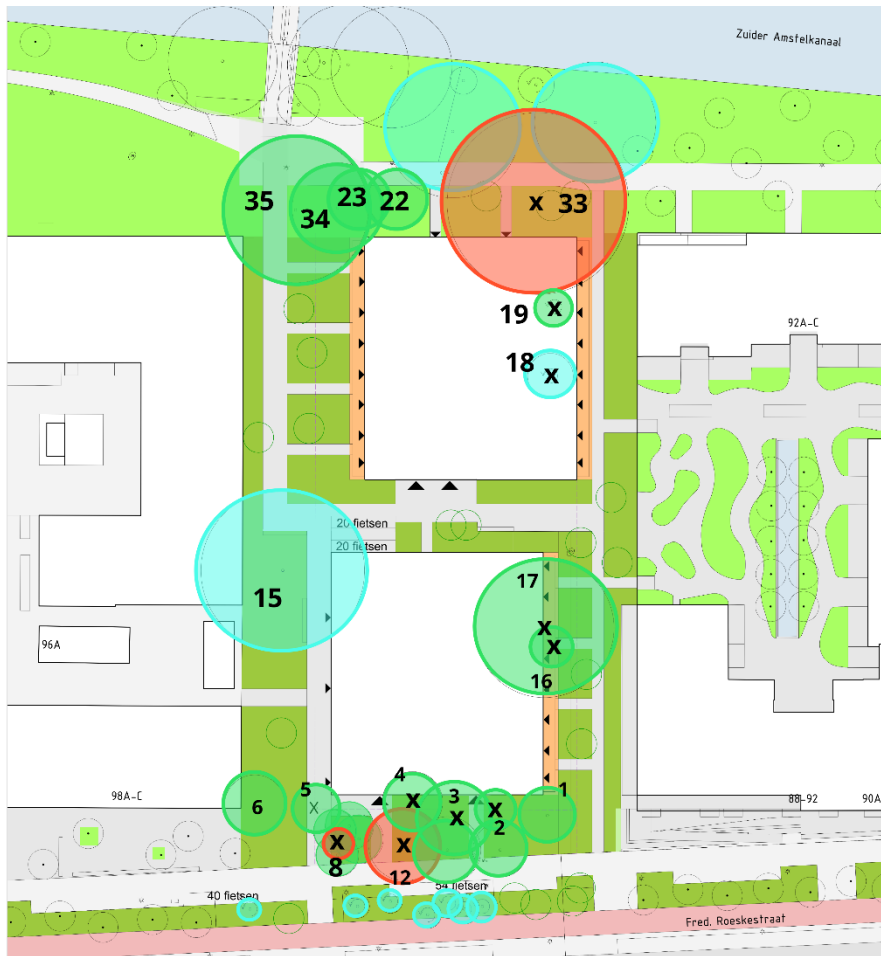 Zuider Amstelkanaal
35
34
23
22
x
33
19
x
18
x
92A-C
20 fietsen
20 fietsen
15
17
x
x
16
96A
98A-C
6
5
x
4
x
3
x
x
2
1
88-92
90A
x
8
x
12
40 fietsen
54 fietsen
Fred. Roeskestraat